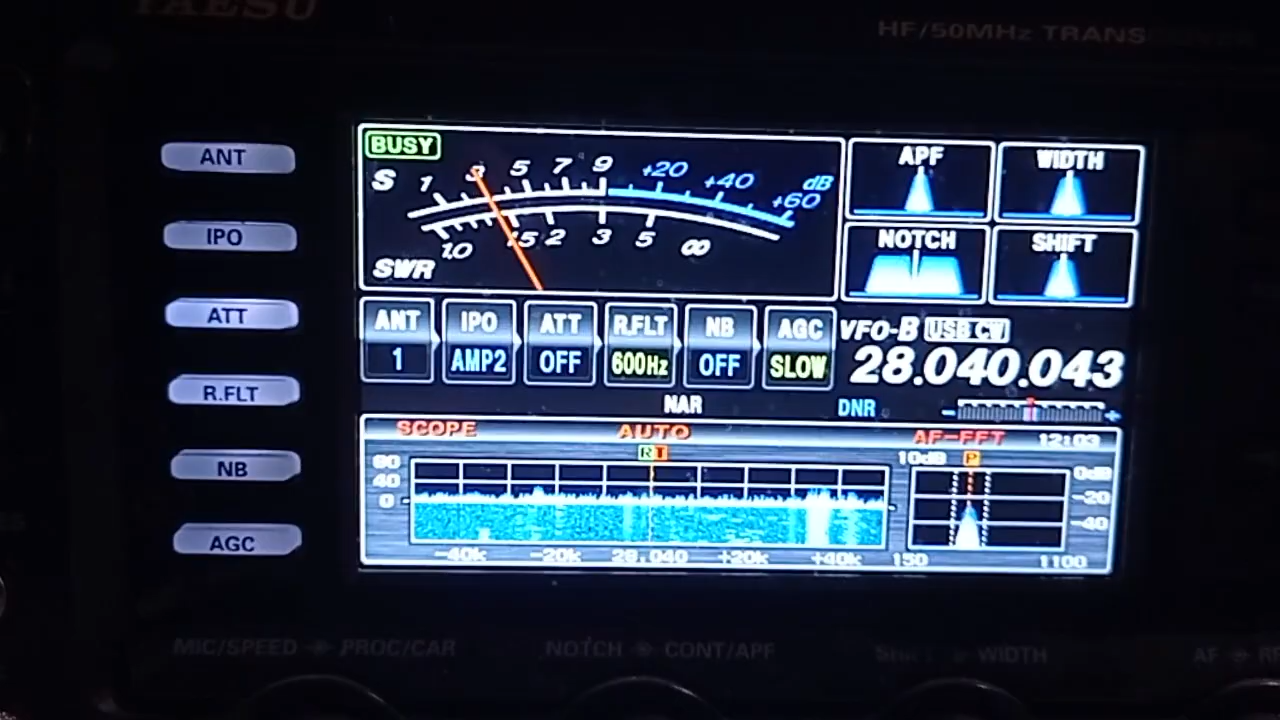 YAESU
HF/50MHz TRANS
ANT
IPO
ATT
R.FLT
NB
AGC
BUSY
S 1 3 5 7 9 +20 +40 +60 dB
1.0 1.5 2 3 5 ∞
SWR
APF
WIDTH
NOTCH
SHIFT
ANT IPO ATT R.FLT NB AGC
1 AMP2 OFF 600Hz OFF SLOW
VFO-B USB CW
28.040.043
NAR DNR - +
SCOPE AUTO AF-FFT 12:03
R T
10dB P 0dB
80
40
0
-20
-40
-40k -20k 28.040 +20k +40k 150 1100
MIC/SPEED PROC/CAR NOTCH CONT/APF WIDTH AF